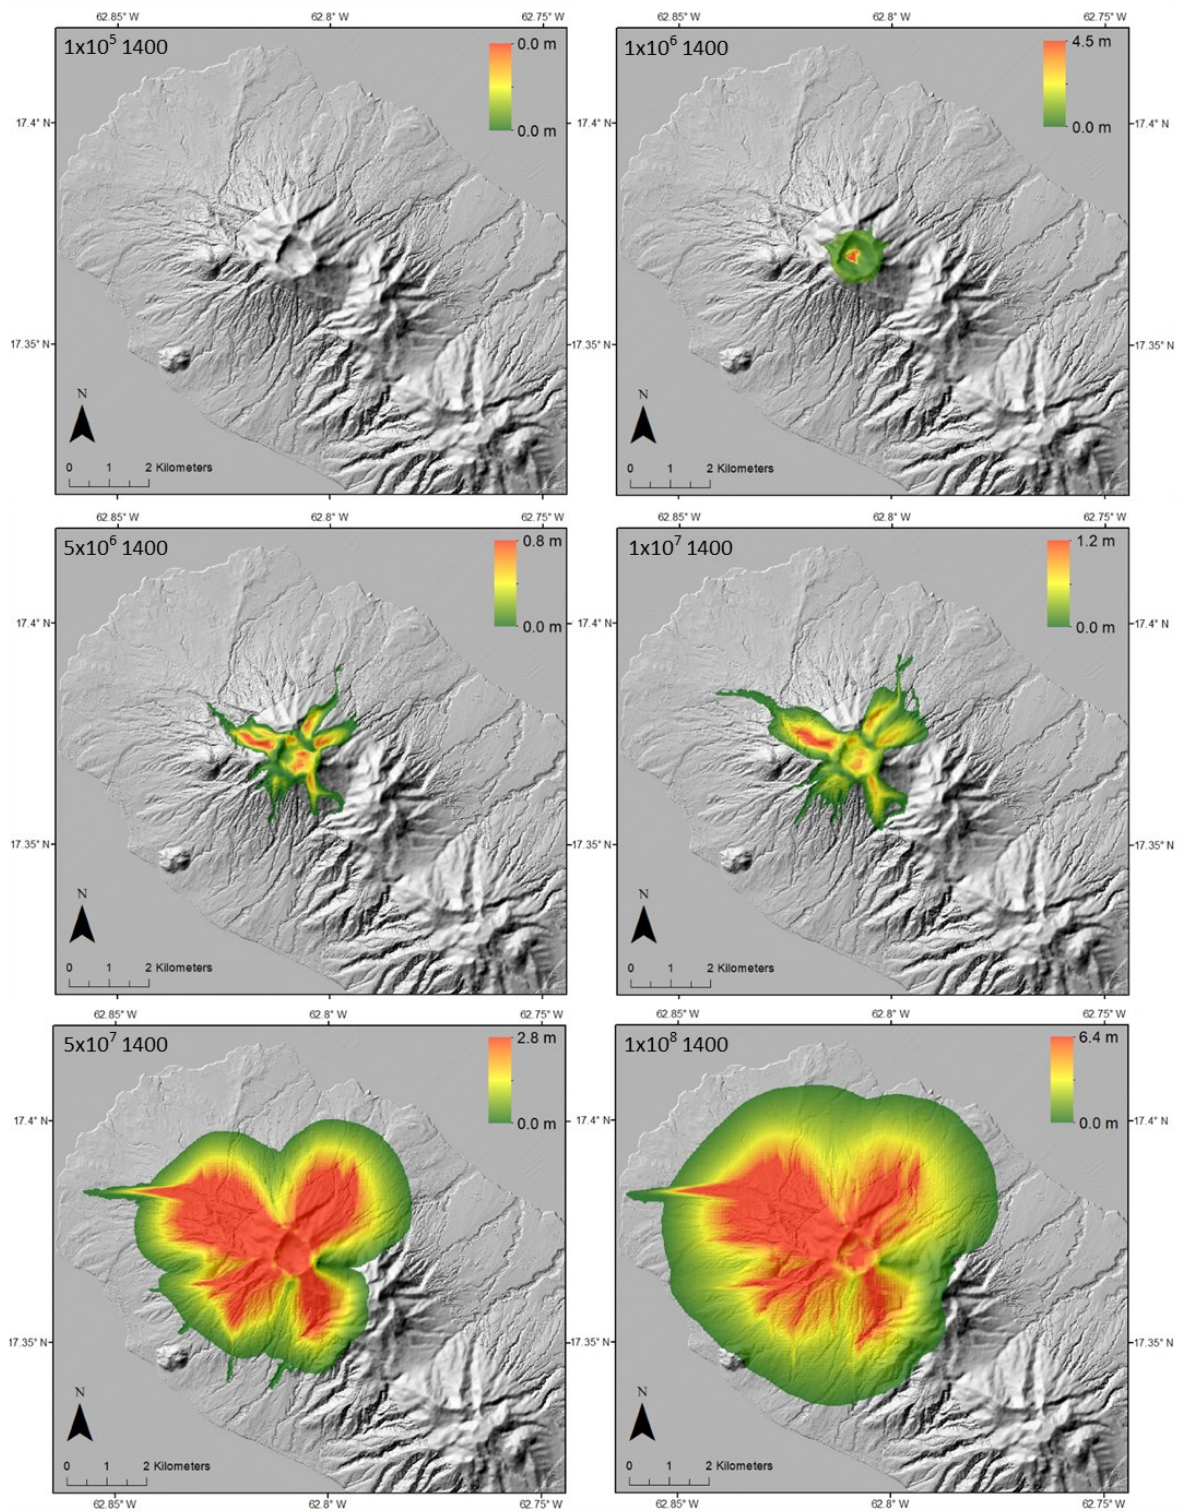 62.85° W 62.8° W 62.75° W 62.85° W 62.8° W 62.75° W
1x10⁵ 1400
0.0 m
0.0 m
17.4° N
17.35° N
N
0 1 2 Kilometers
1x10⁶ 1400
4.5 m
0.0 m
17.4° N
17.35° N
N
0 1 2 Kilometers
62.85° W 62.8° W 62.75° W 62.85° W 62.8° W 62.75° W
5x10⁶ 1400
0.8 m
0.0 m
17.4° N
17.35° N
N
0 1 2 Kilometers
1x10⁷ 1400
1.2 m
0.0 m
17.4° N
17.35° N
N
0 1 2 Kilometers
62.85° W 62.8° W 62.75° W 62.85° W 62.8° W 62.75° W
5x10⁷ 1400
2.8 m
0.0 m
17.4° N
17.35° N
N
0 1 2 Kilometers
1x10⁸ 1400
6.4 m
0.0 m
17.4° N
17.35° N
N
0 1 2 Kilometers
62.85° W 62.8° W 62.75° W 62.85° W 62.8° W 62.75° W
17.4° N
17.35° N
17.4° N
17.35° N
17.4° N
17.35° N